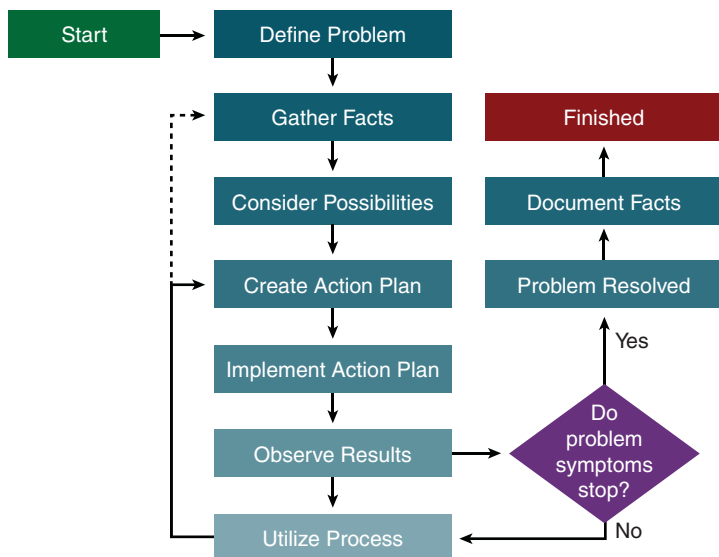 Start
Define Problem
Gather Facts
Finished
Consider Possibilities
Document Facts
Create Action Plan
Problem Resolved
Yes
Implement Action Plan
Do
problem
symptoms
stop?
Observe Results
No
Utilize Process